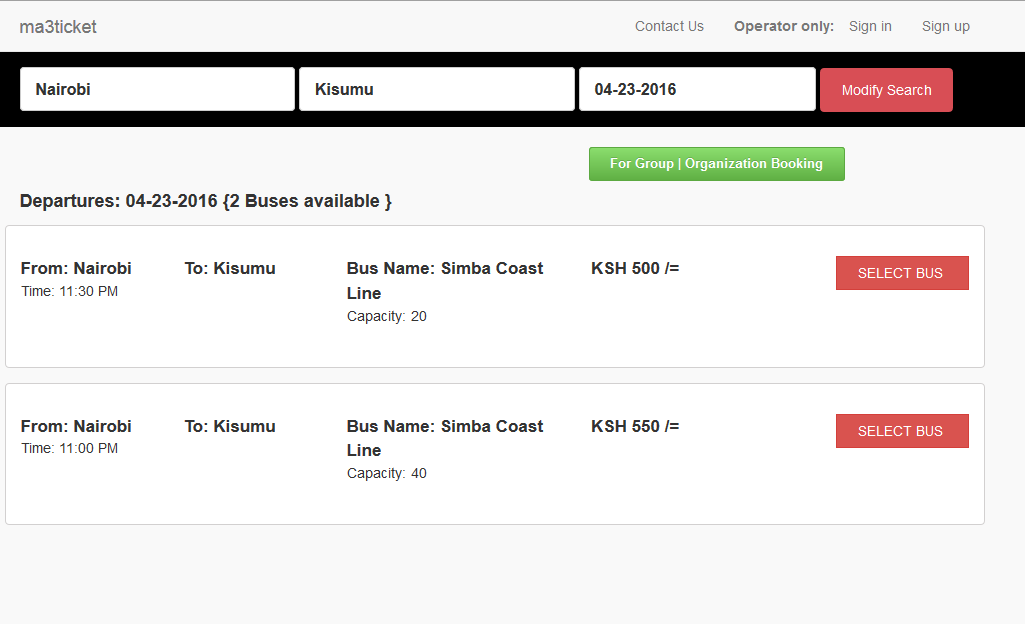 ma3ticket
Contact Us
Operator only:
Sign in
Sign up
Nairobi
Kisumu
04-23-2016
Modify Search
For Group | Organization Booking
Departures: 04-23-2016 {2 Buses available }
From: Nairobi
Time: 11:30 PM
To: Kisumu
Bus Name: Simba Coast
Line
Capacity: 20
KSH 500 /=
SELECT BUS
From: Nairobi
Time: 11:00 PM
To: Kisumu
Bus Name: Simba Coast
Line
Capacity: 40
KSH 550 /=
SELECT BUS